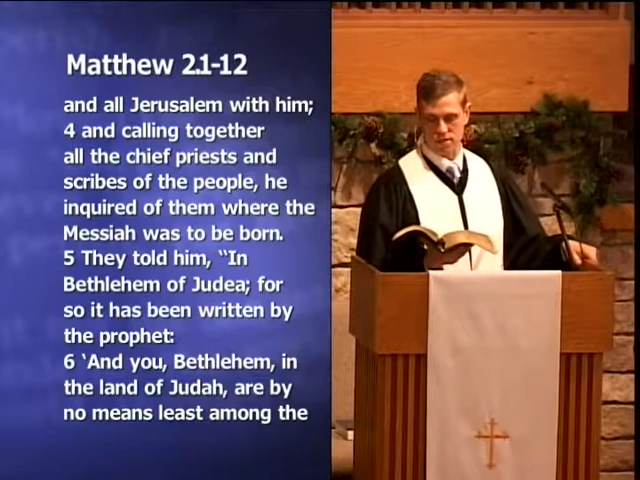 Matthew 2.1-12
and all Jerusalem with him;
4 and calling together
all the chief priests and
scribes of the people, he
inquired of them where the
Messiah was to be born.
5 They told him, “In
Bethlehem of Judea; for
so it has been written by
the prophet:
6 ‘And you, Bethlehem, in
the land of Judah, are by
no means least among the